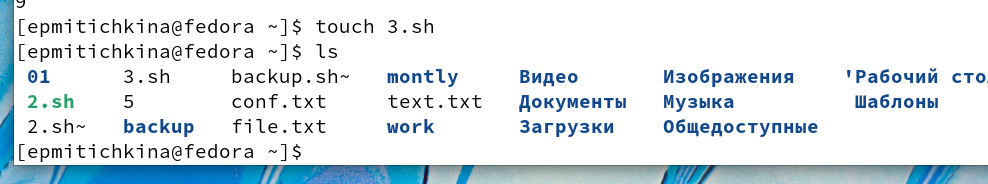 9
[epmitichkina@fedora ~]$ touch 3.sh
[epmitichkina@fedora ~]$ ls
01 3.sh backup.sh~ montly Видео Изображения 'Рабочий
2.sh 5 conf.txt text.txt Документы Музыка Шаблоны
2.sh~ backup file.txt work Загрузки Общедоступные
[epmitichkina@fedora ~]$